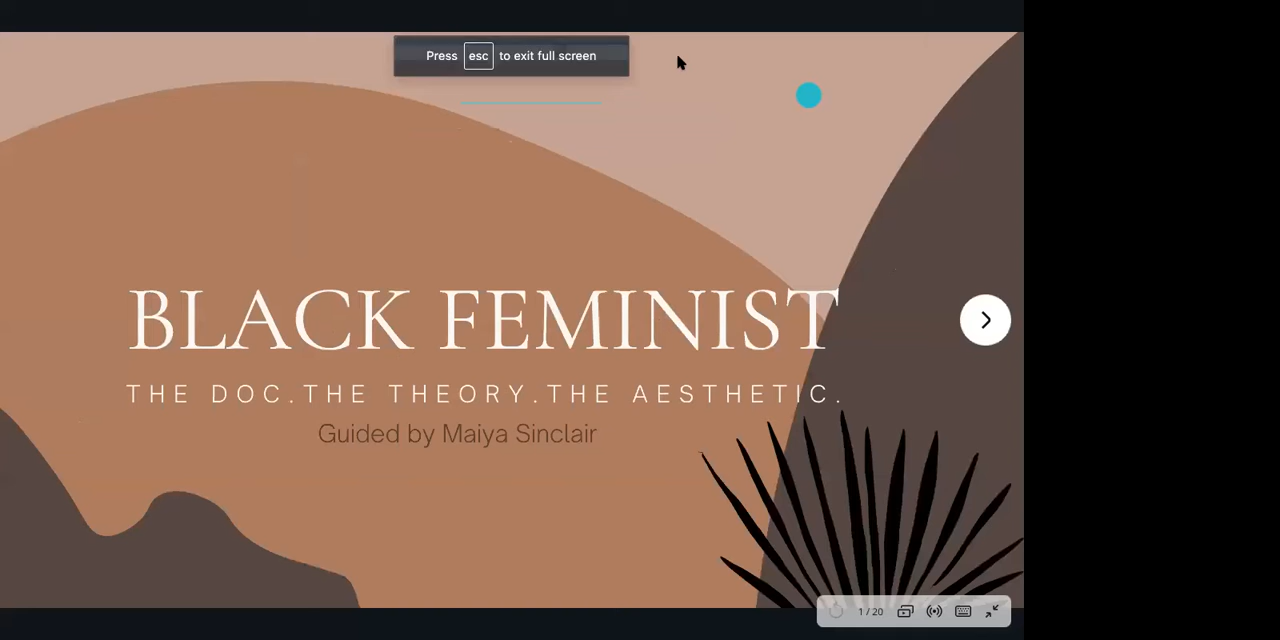 Press esc to exit full screen
BLACK FEMINIST
THE DOC.THE THEORY.THE AESTHETIC.
Guided by Maiya Sinclair
1 / 20